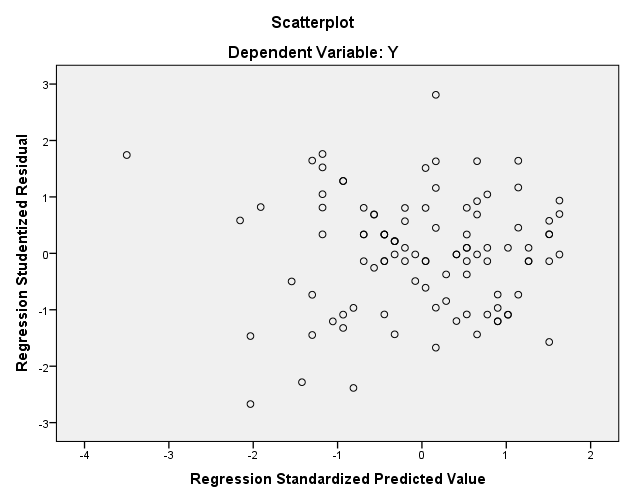 Scatterplot
Dependent Variable: Y
Regression Studentized Residual
3
2
1
0
-1
-2
-3
-4 -3 -2 -1 0 1 2
Regression Standardized Predicted Value